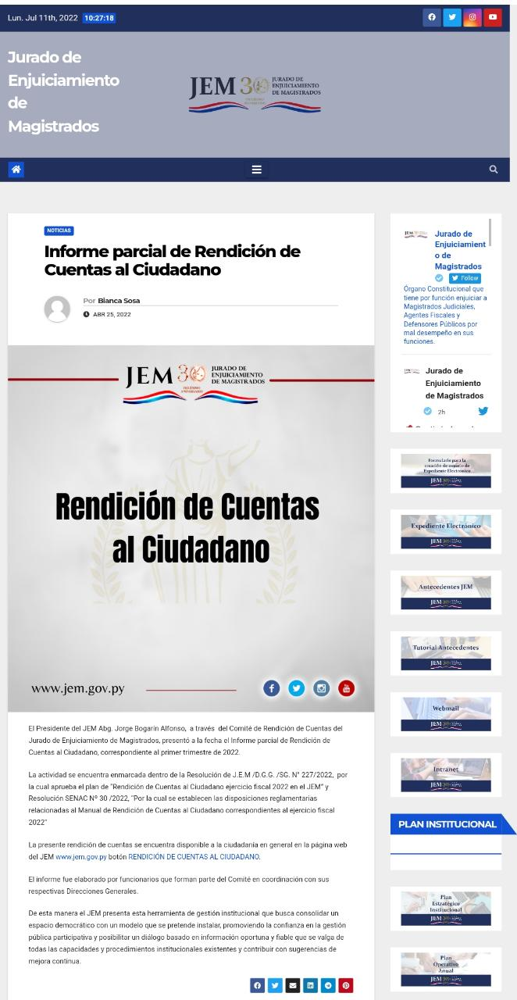 Lun. Jul 11th, 2022 10:27:18
Jurado de
Enjuiciamiento
de
Magistrados
JEM 30 JURADO DE
ENJUICIAMIENTO
DE MAGISTRADOS
NOTICIAS
Informe parcial de Rendición de
Cuentas al Ciudadano
Por Bianca Sosa
ABR 25, 2022
JEM 30 JURADO DE
ENJUICIAMIENTO
DE MAGISTRADOS
Rendición de Cuentas
al Ciudadano
www.jem.gov.py
El Presidente del JEM Abg. Jorge Bogarin Alfonso, a través del Comité de Rendición de Cuentas del
Jurado de Enjuiciamiento de Magistrados, presentó a la fecha el Informe parcial de Rendición de
Cuentas al Ciudadano, correspondiente al primer trimestre de 2022.
La actividad se encuentra enmarcada dentro de la Resolución de J.E.M /D.G.G. /SG. N° 227/2022, por
la cual aprueba el plan de “Rendición de Cuentas al Ciudadano ejercicio fiscal 2022 en el JEM” y
Resolución SENAC Nº 30 /2022, “Por la cual se establecen las disposiciones reglamentarias
relacionadas al Manual de Rendición de Cuentas al Ciudadano correspondientes al ejercicio fiscal
2022”
La presente rendición de cuentas se encuentra disponible a la ciudadanía en general en la página web
del JEM www.jem.gov.py botón RENDICIÓN DE CUENTAS AL CIUDADANO.
El informe fue elaborado por funcionarios que forman parte del Comité en coordinación con sus
respectivas Direcciones Generales.
De esta manera el JEM presenta esta herramienta de gestión institucional que busca consolidar un
espacio democrático con un modelo que se pretende instalar, promoviendo la confianza en la gestión
pública participativa y posibilitar un diálogo basado en información oportuna y fiable que se valga de
todas las capacidades y procedimientos institucionales existentes y contribuir con sugerencias de
mejora continua.
Jurado de
Enjuiciament
o de
Magistrados
Follow
Órgano Constitucional que
tiene por función enjuiciar a
Magistrados Judiciales,
Agentes Fiscales y
Defensores Públicos por
mal desempeño en sus
funciones.
Jurado de
Enjuiciamiento
de Magistrados
2h
Formulario para la
creación de usuario de
Expediente Electrónico
JEM
Expediente Electrónico
JEM
Antecedentes JEM
JEM
Tutorial Antecedentes
JEM
Webmail
JEM
Intranet
JEM
PLAN INSTITUCIONAL
Plan
Estratégico
Institucional
JEM
Plan
Operativo
Anual
JEM